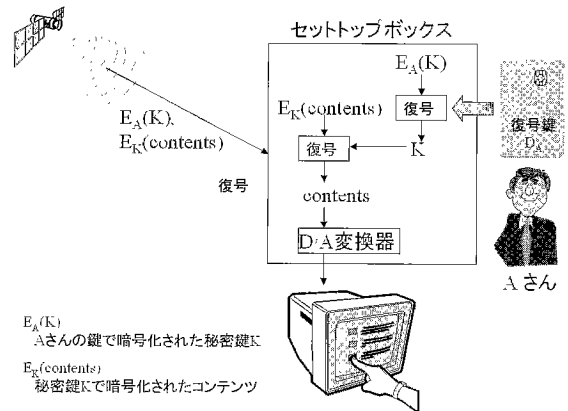 セットトップボックス
E_A(K)
E_A(K),
E_K(contents)
E_K(contents)
復号
復号鍵
D_A
復号
K
復号
contents
D/A変換器
Aさん
E_A(K)
Aさんの鍵で暗号化された秘密鍵K
E_K(contents)
秘密鍵Kで暗号化されたコンテンツ